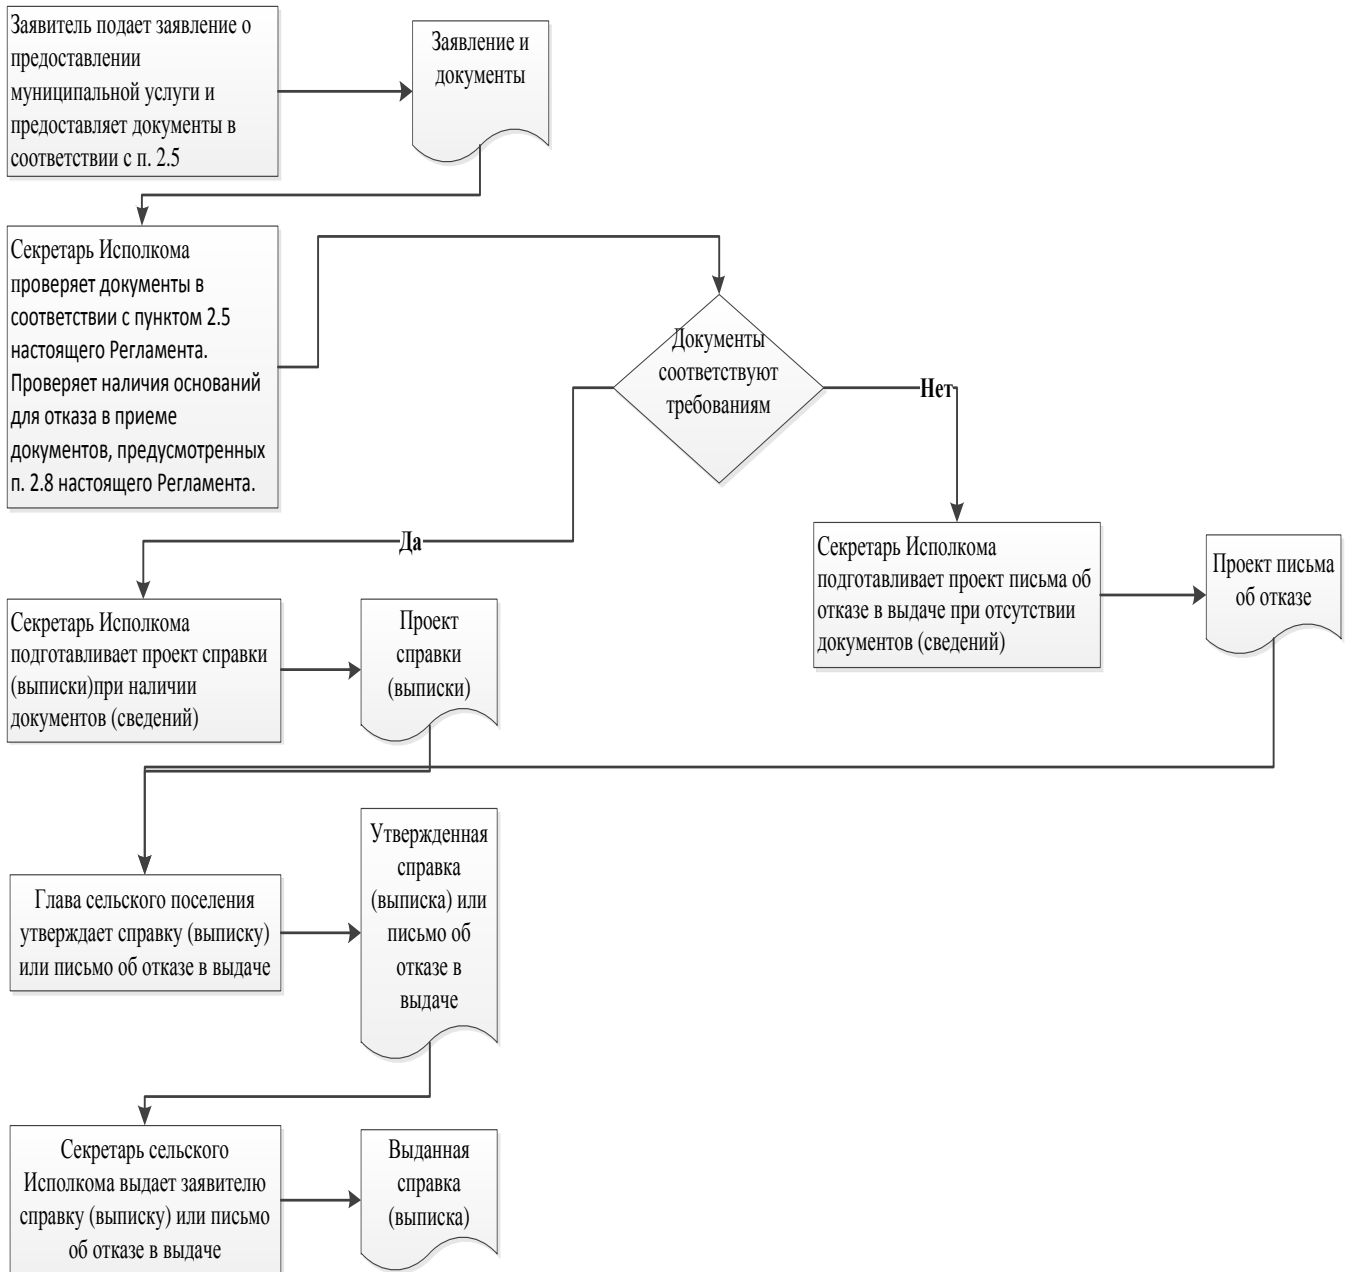 Заявитель подает заявление о
предоставлении
муниципальной услуги и
предоставляет документы в
соответствии с п. 2.5
Заявление и
документы
Секретарь Исполкома
проверяет документы в
соответствии с пунктом 2.5
настоящего Регламента.
Проверяет наличия оснований
для отказа в приеме
документов, предусмотренных
п. 2.8 настоящего Регламента.
Документы
соответствуют
требованиям
Нет
Да
Секретарь Исполкома
подготавливает проект письма об
отказе в выдаче при отсутствии
документов (сведений)
Проект письма
об отказе
Секретарь Исполкома
подготавливает проект справки
(выписки)при наличии
документов (сведений)
Проект
справки
(выписки)
Глава сельского поселения
утверждает справку (выписку)
или письмо об отказе в выдаче
Утвержденная
справка
(выписка) или
письмо об
отказе в
выдаче
Секретарь сельского
Исполкома выдает заявителю
справку (выписку) или письмо
об отказе в выдаче
Выданная
справка
(выписка)